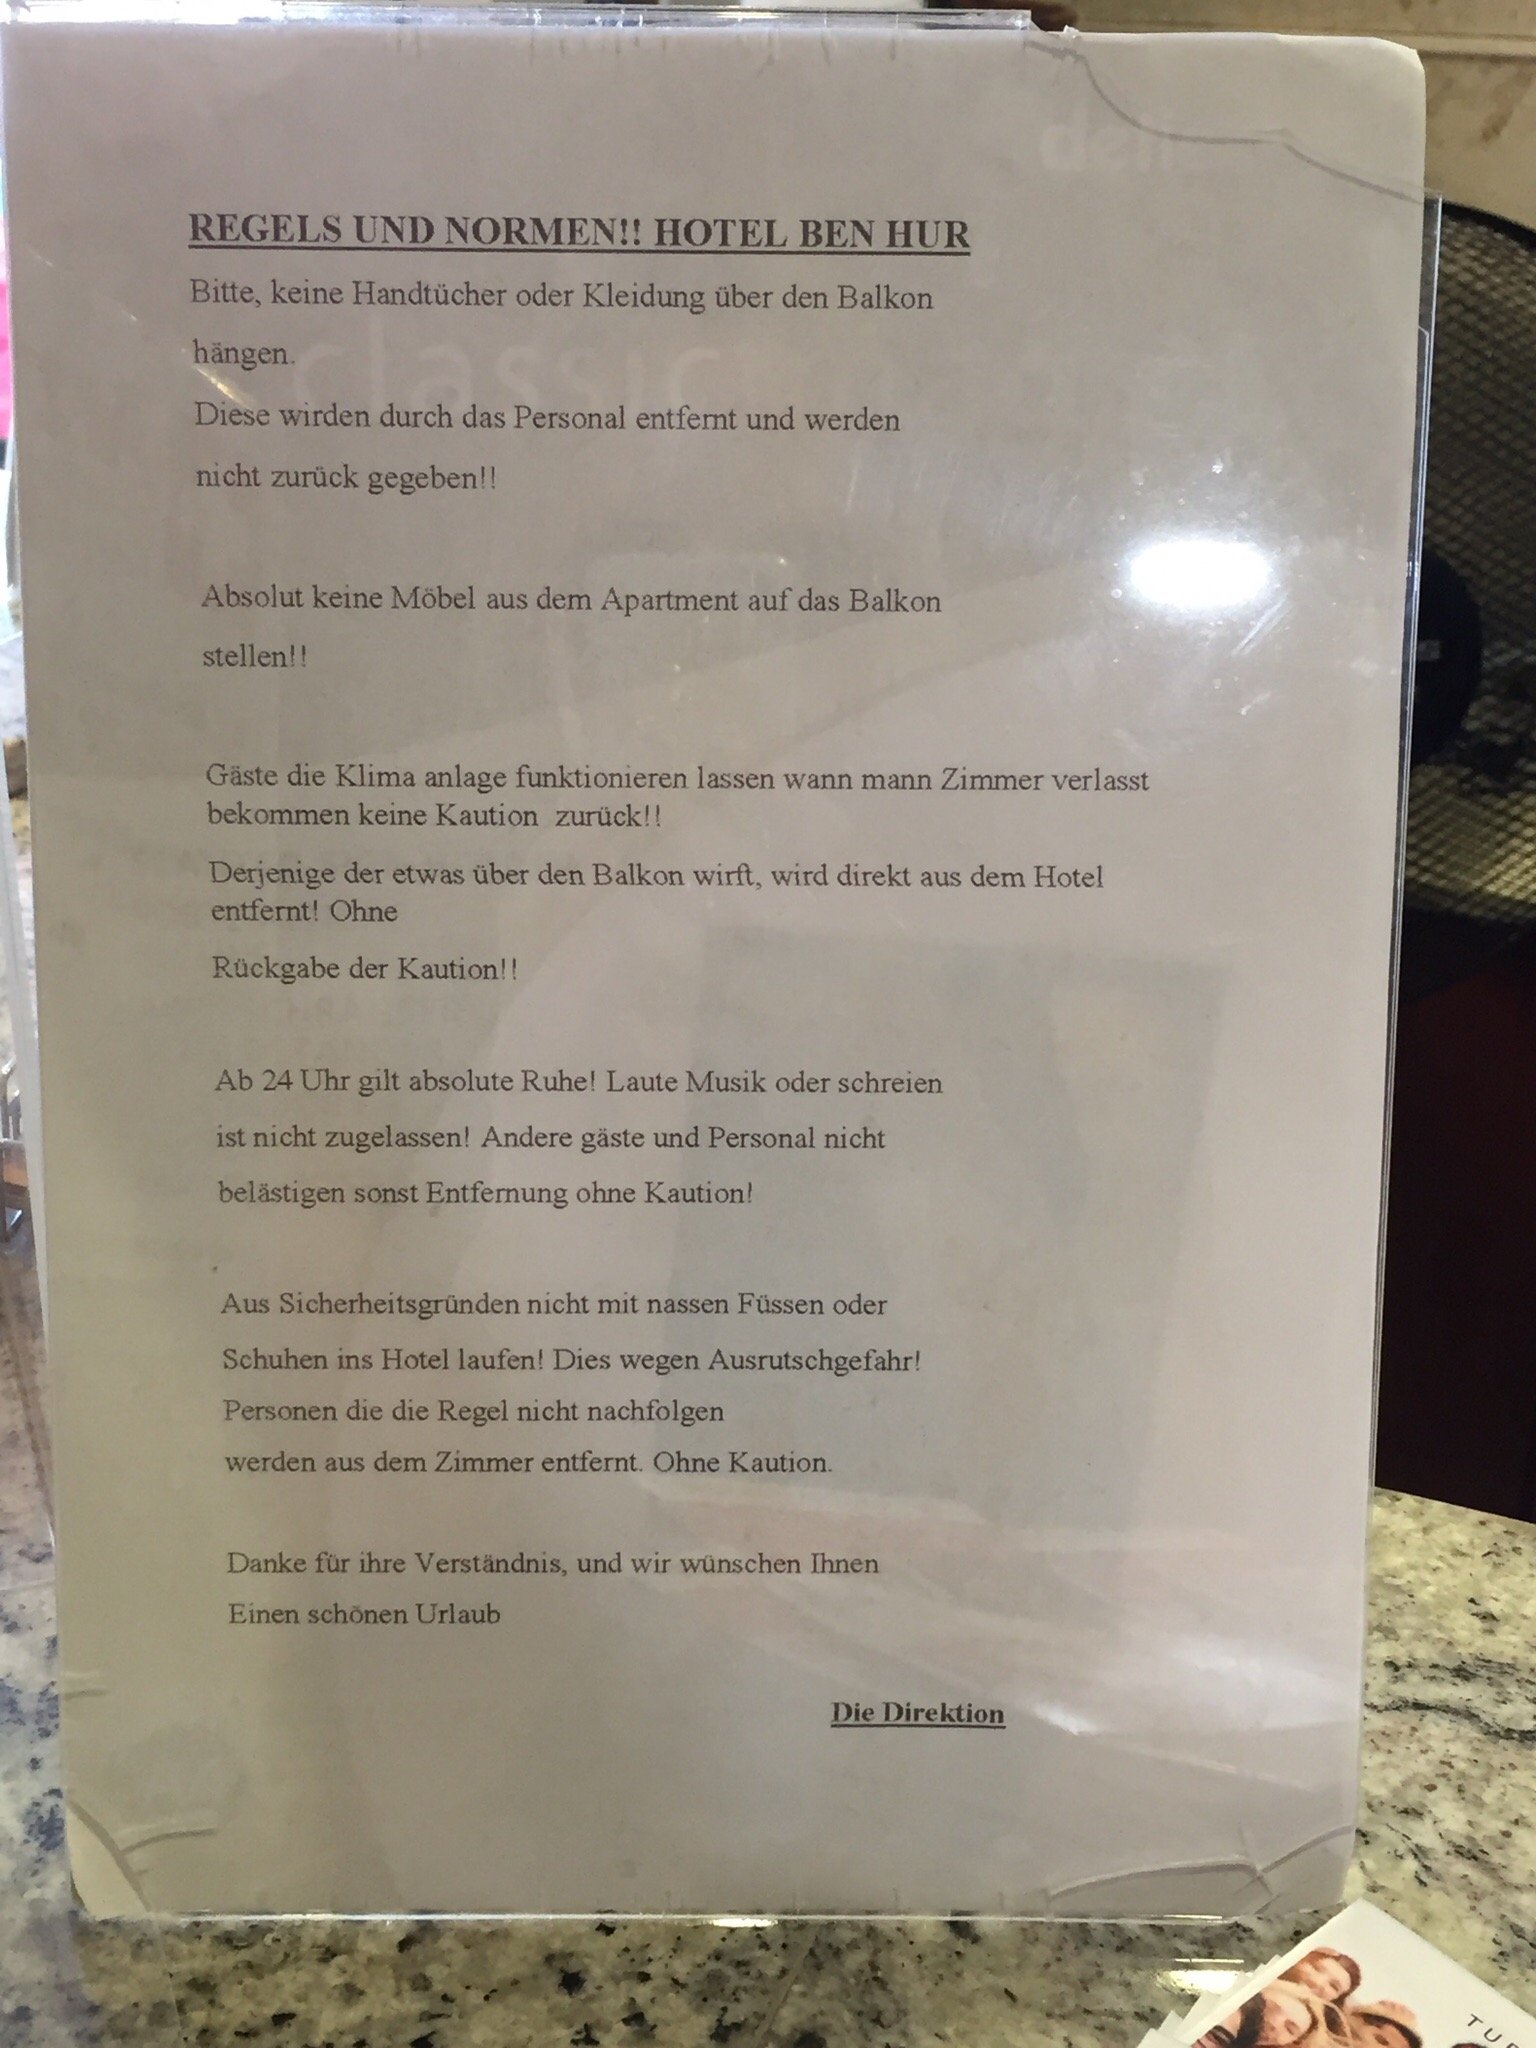 REGELS UND NORMEN!! HOTEL BEN HUR
Bitte, keine Handtücher oder Kleidung über den Balkon
hängen.
Diese wirden durch das Personal entfernt und werden
nicht zurück gegeben!!
Absolut keine Möbel aus dem Apartment auf das Balkon
stellen!!
Gäste die Klima anlage funktionieren lassen wann mann Zimmer verlasst
bekommen keine Kaution zurück!!
Derjenige der etwas über den Balkon wirft, wird direkt aus dem Hotel
entfernt! Ohne
Rückgabe der Kaution!!
Ab 24 Uhr gilt absolute Ruhe! Laute Musik oder schreien
ist nicht zugelassen! Andere gäste und Personal nicht
belästigen sonst Entfernung ohne Kaution!
Aus Sicherheitsgründen nicht mit nassen Füssen oder
Schuhen ins Hotel laufen! Dies wegen Ausrutschgefahr!
Personen die die Regel nicht nachfolgen
werden aus dem Zimmer entfernt. Ohne Kaution.
Danke für ihre Verständnis, und wir wünschen Ihnen
Einen schönen Urlaub
Die Direktion